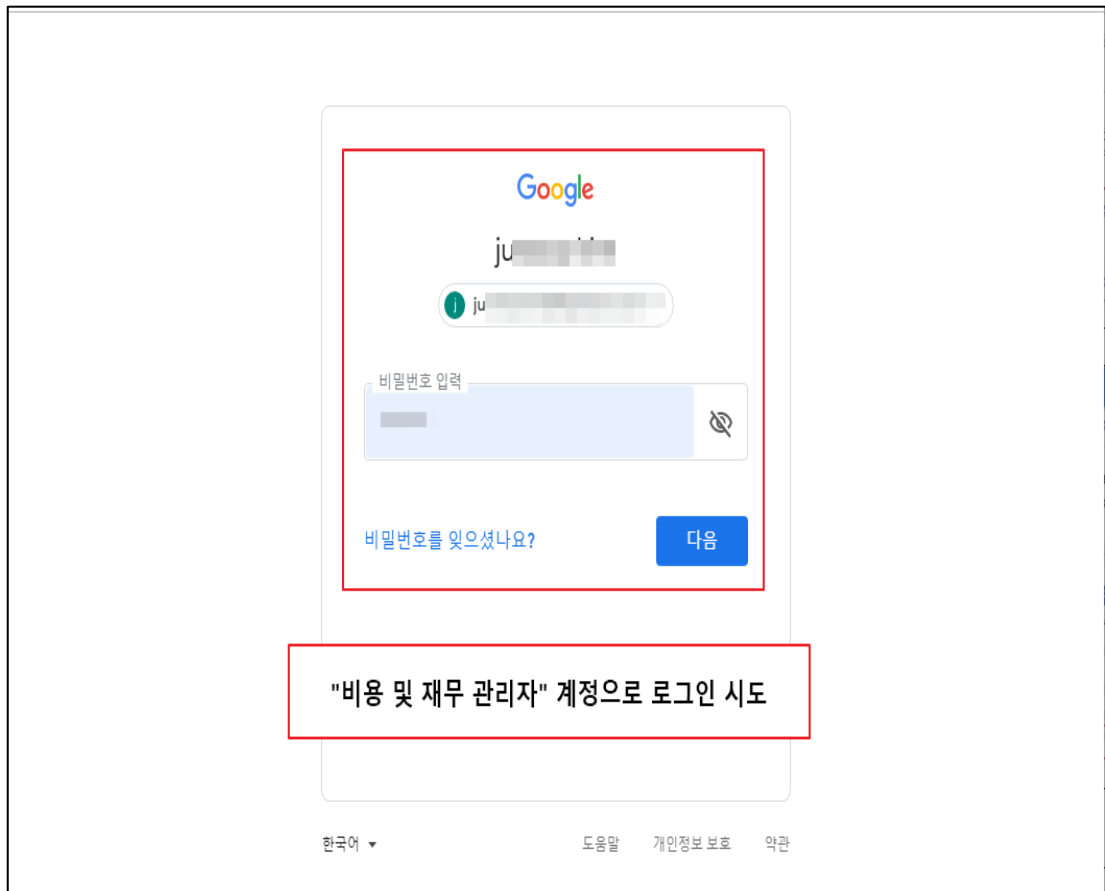 Google
ju
j ju
비밀번호 입력
비밀번호를 잊으셨나요?
다음
"비용 및 재무 관리자" 계정으로 로그인 시도
한국어
도움말 개인정보 보호 약관